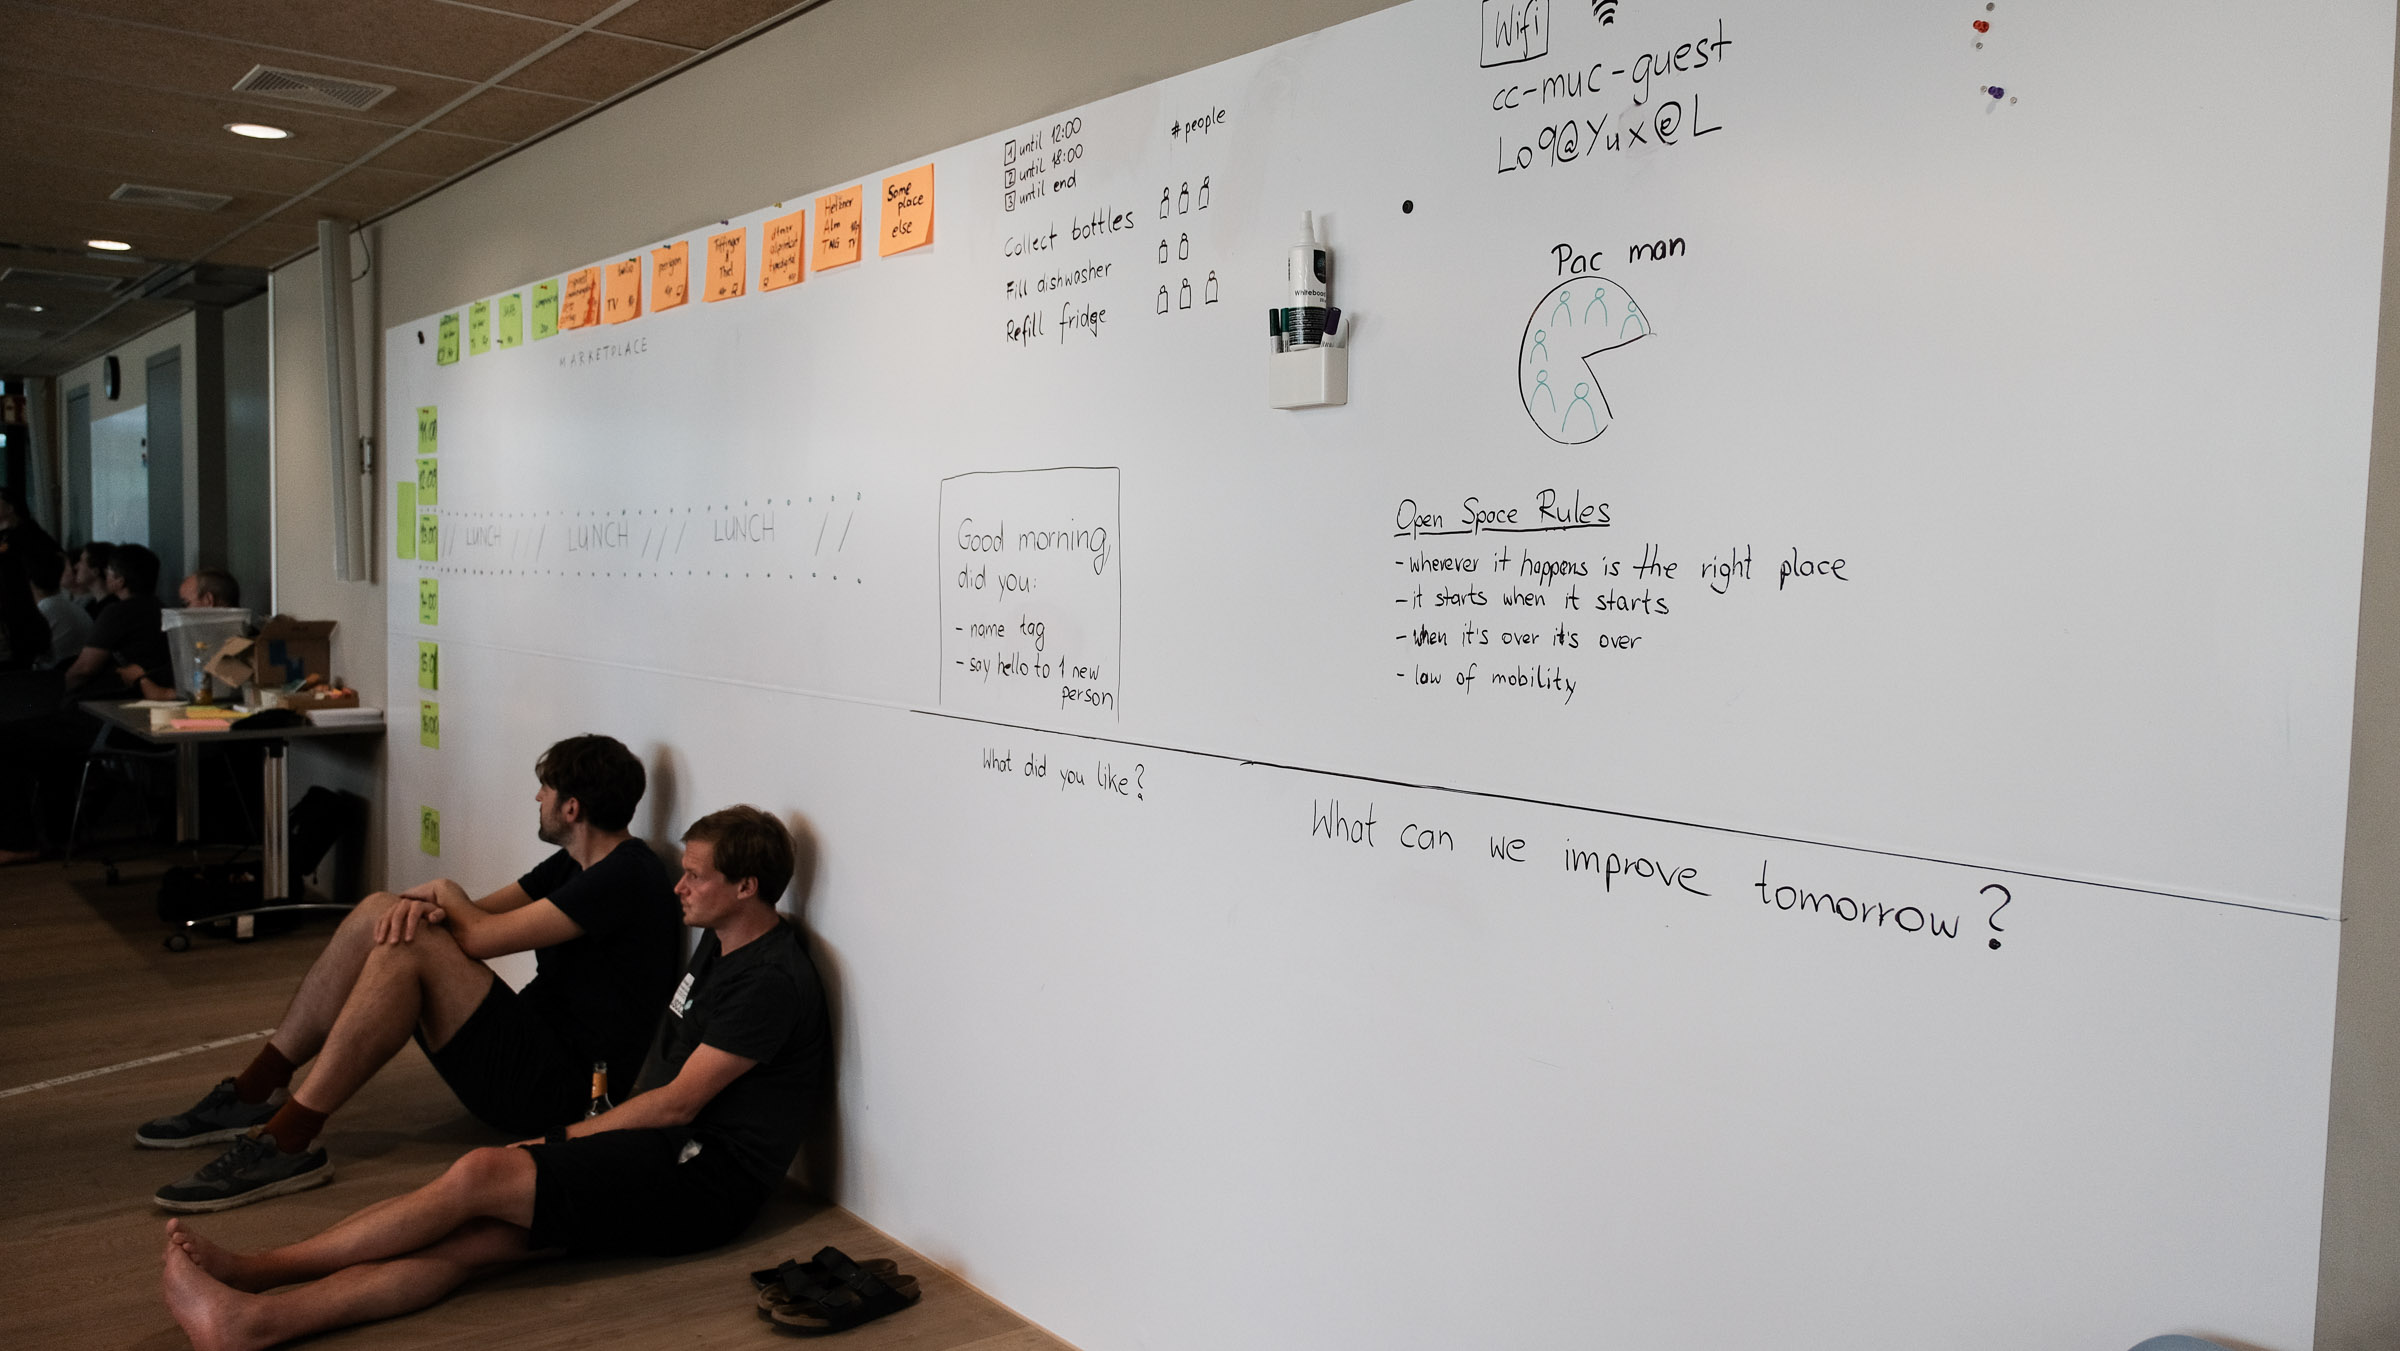 Wifi
cc-muc-guest
Lo9@Yux@L
#people
1 until 12:00
2 until 18:00
3 until end
Collect bottles
Fill dishwasher
Refill fridge
Some
place
else
Alm
TNG
TV
TV
MARKETPLACE
Whiteboard
Pac man
11:00
12:00
13:00
15:00
16:00
17:00
/// LUNCH /// LUNCH /// LUNCH //
Good morning,
did you:
- name tag
- say hello to 1 new
person
Open Space Rules
- wherever it happens is the right place
- it starts when it starts
- when it's over it's over
- law of mobility
What did you like?
What can we improve tomorrow?